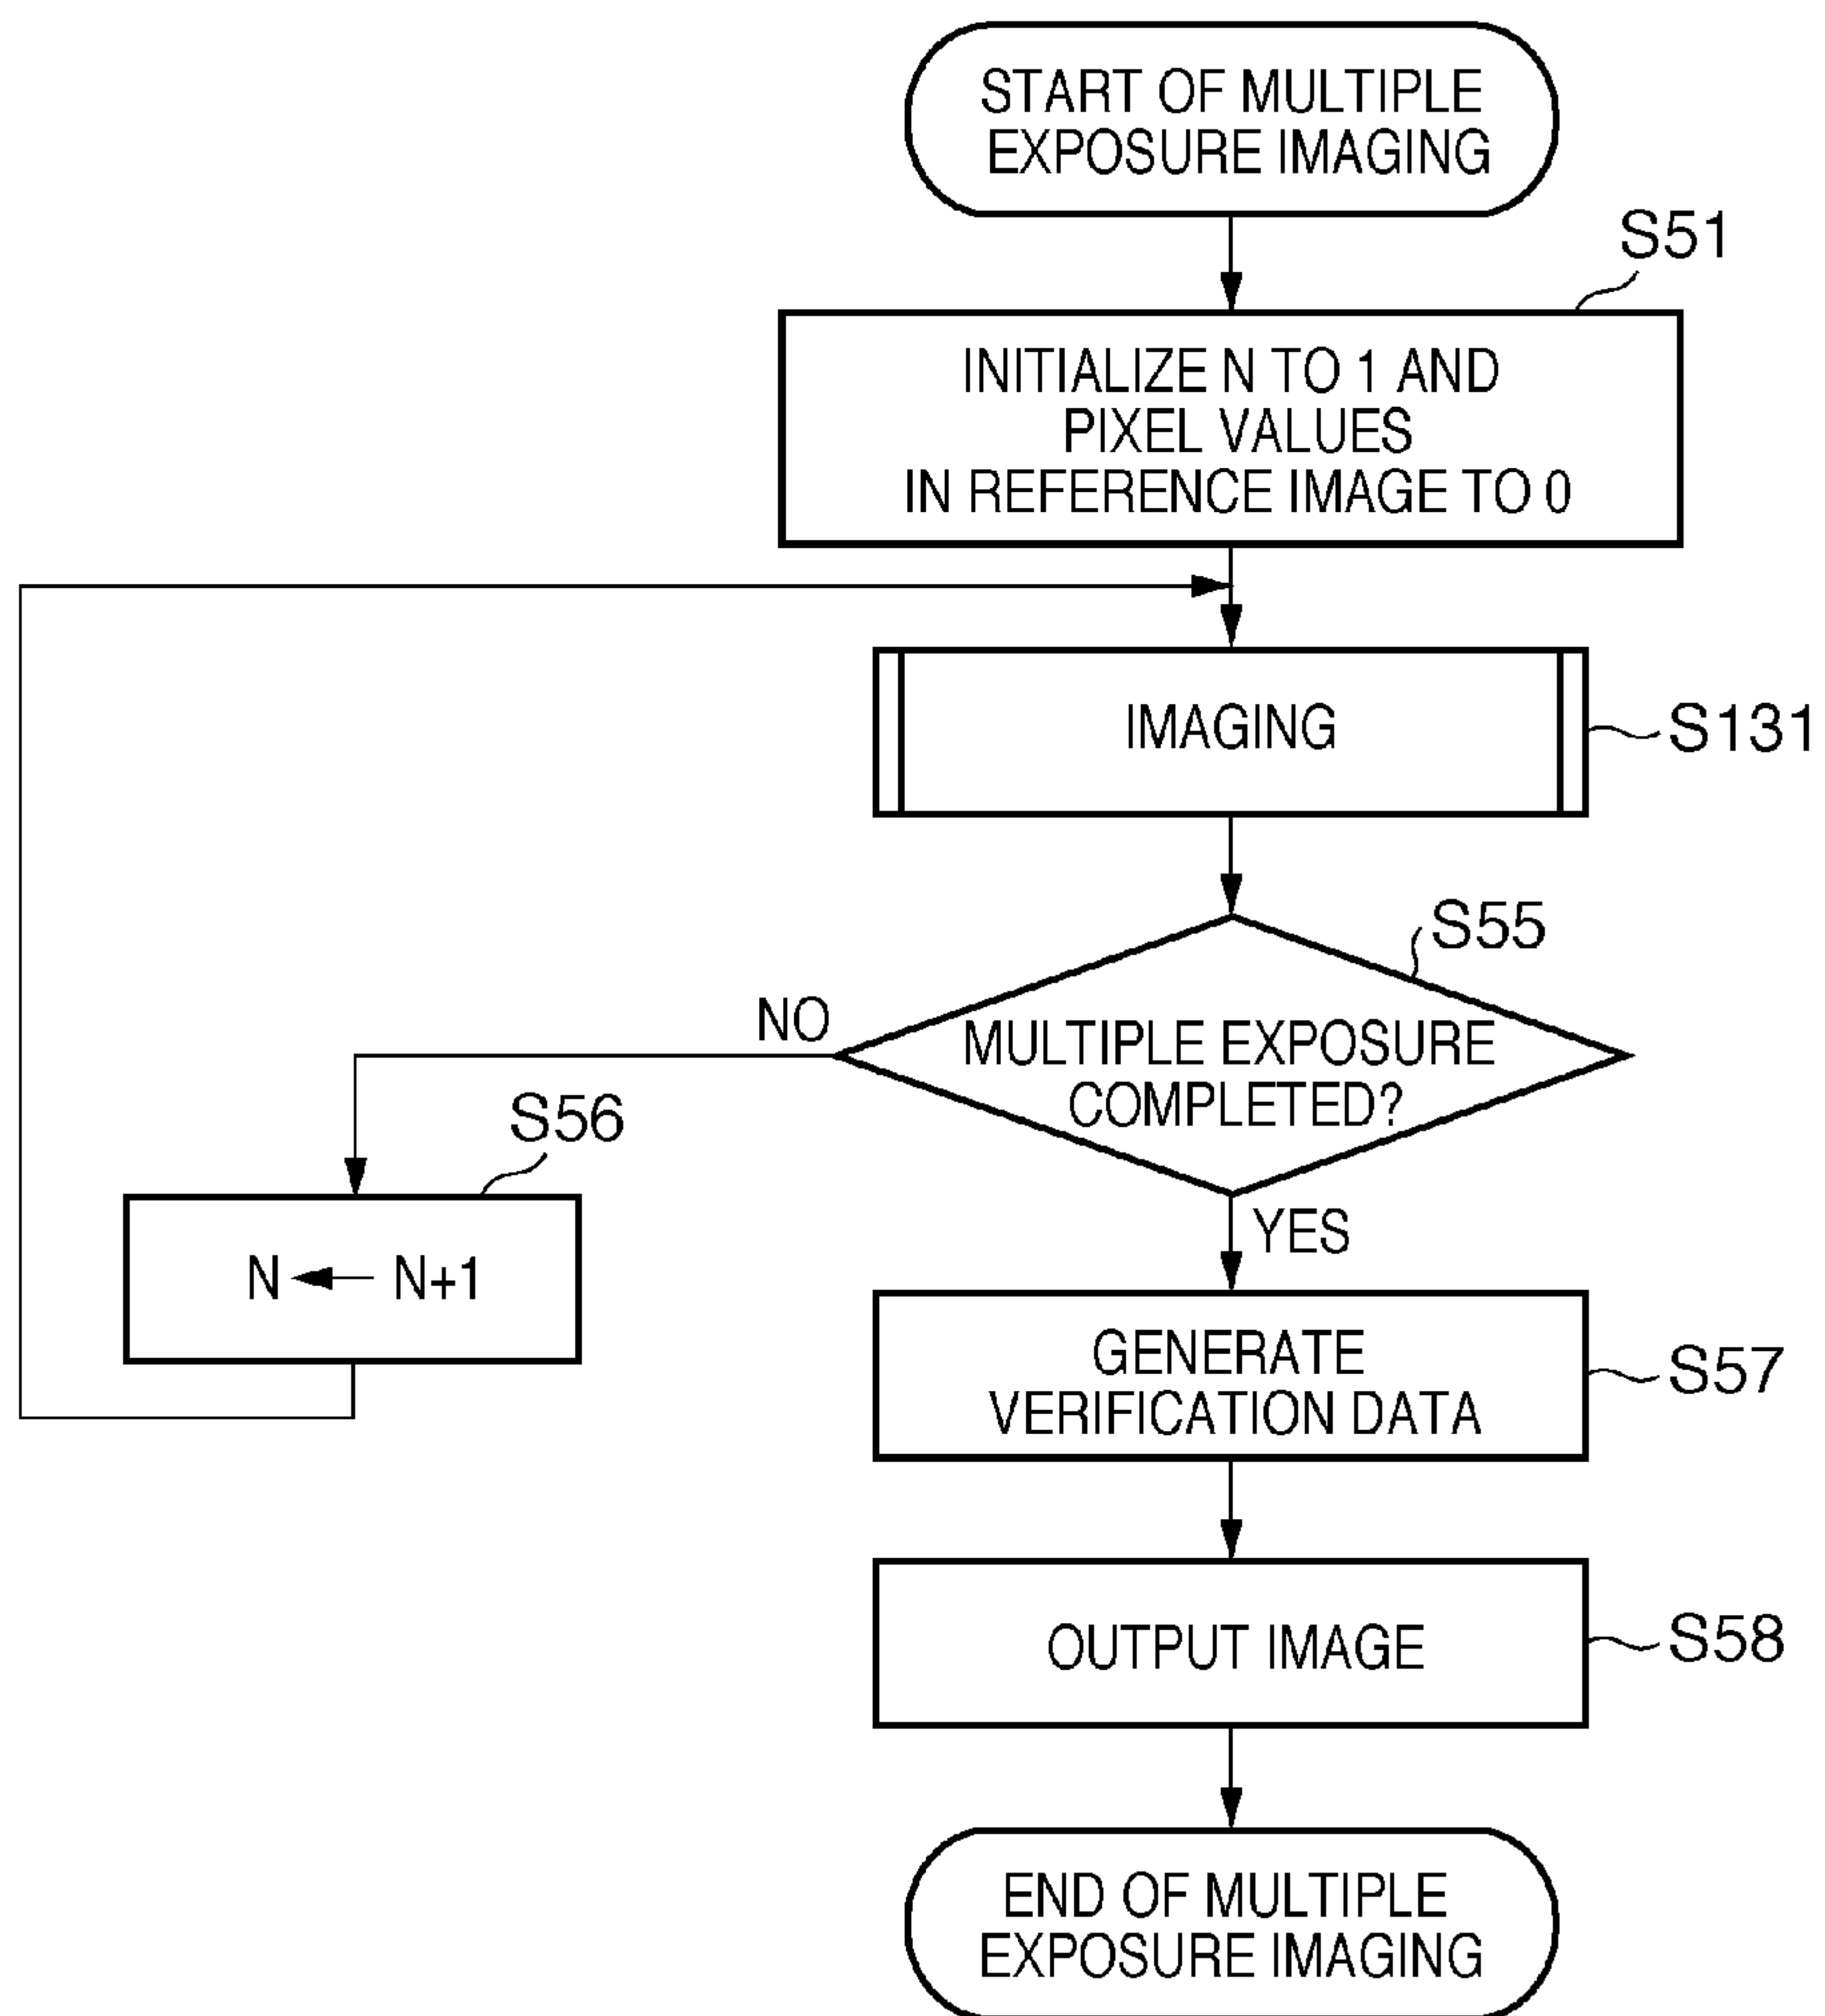 START OF MULTIPLE
EXPOSURE IMAGING
S51
INITIALIZE N TO 1 AND
PIXEL VALUES
IN REFERENCE IMAGE TO 0
IMAGING
S131
S55
NO
MULTIPLE EXPOSURE
COMPLETED?
S56
YES
N ← N+1
GENERATE
VERIFICATION DATA
S57
OUTPUT IMAGE
S58
END OF MULTIPLE
EXPOSURE IMAGING